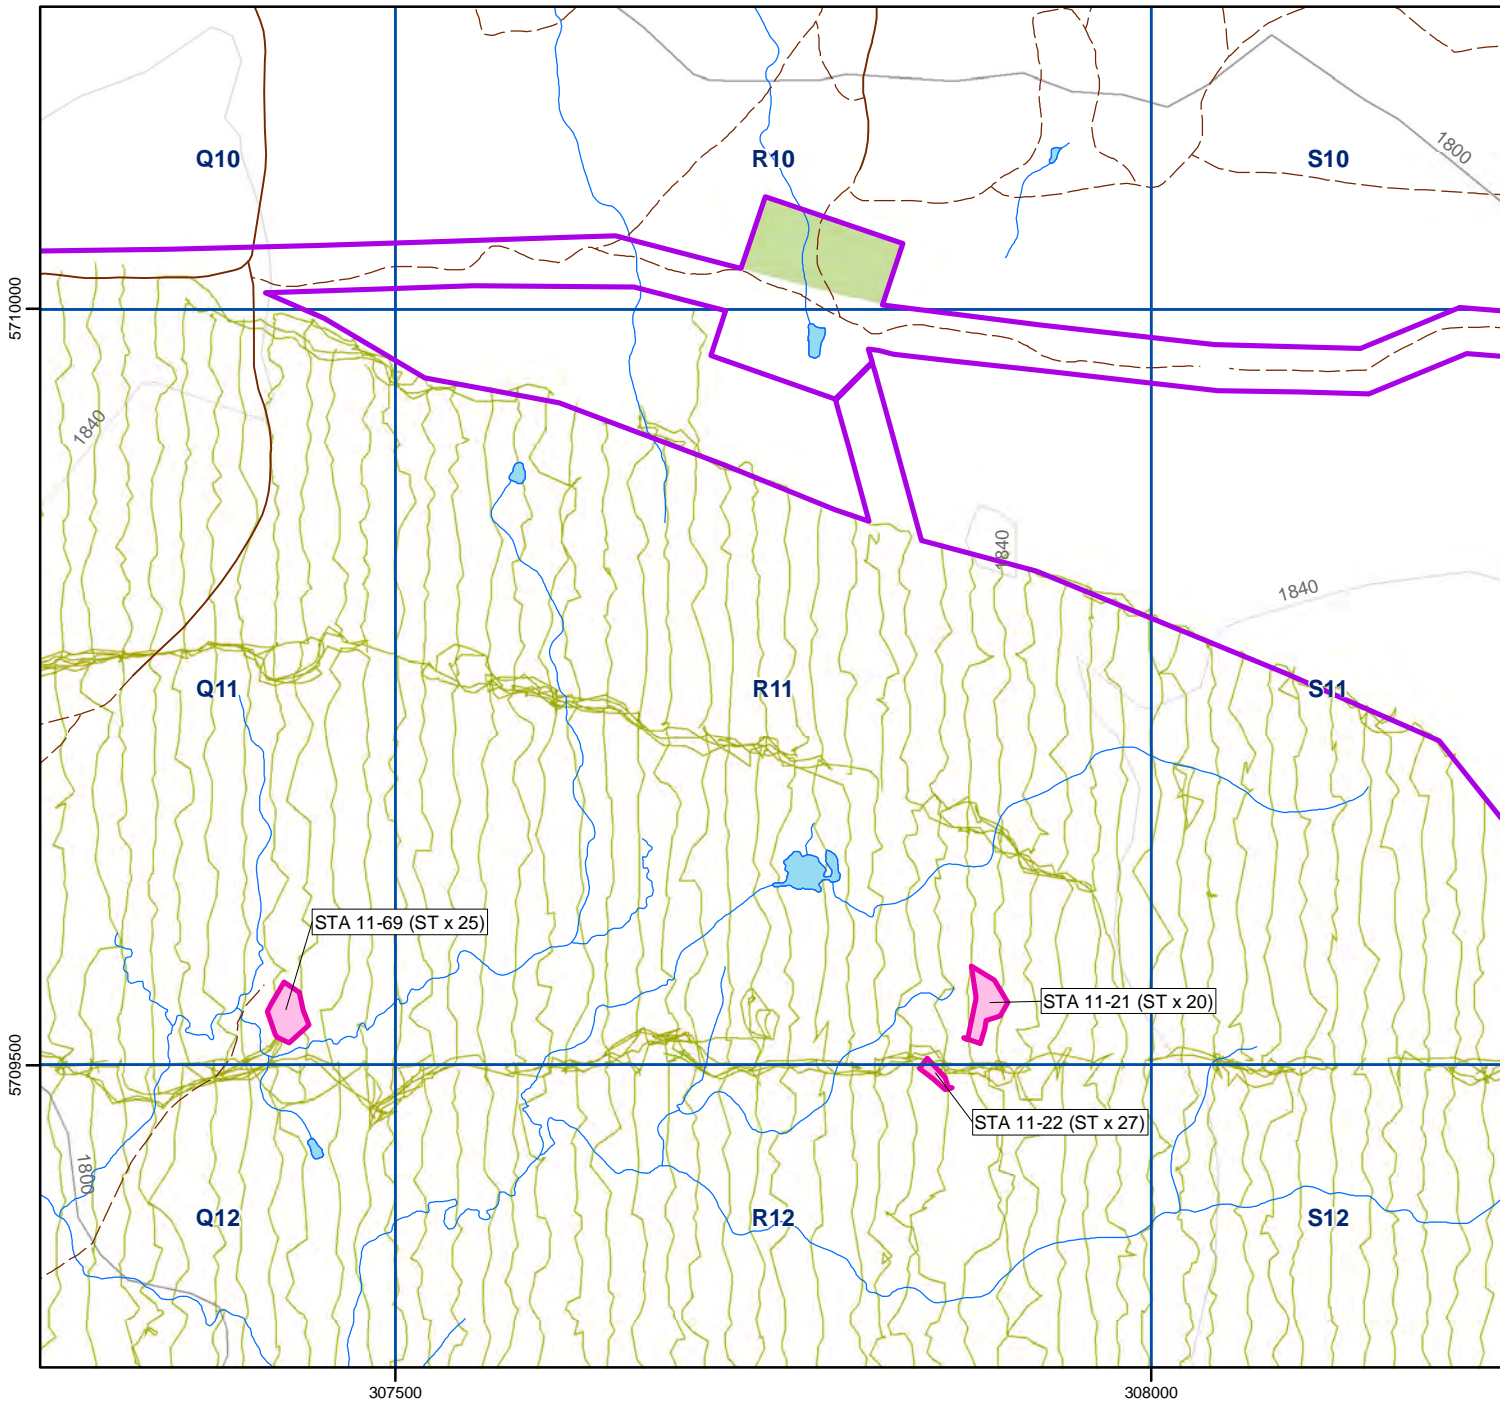 Q10
R10
S10
1800
5710000
1840
1840
1840
Q11
R11
S11
STA 11-69 (ST x 25)
STA 11-21 (ST x 20)
5709500
STA 11-22 (ST x 27)
1800
Q12
R12
S12
307500
308000